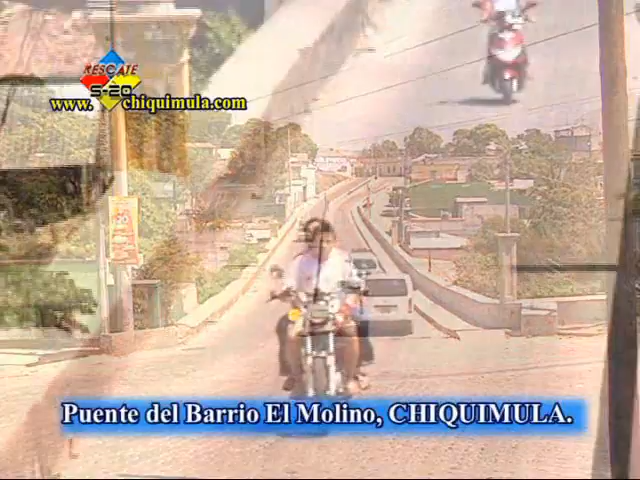 RESCATE
S-20
www. chiquimula.com
Puente del Barrio El Molino, CHIQUIMULA.